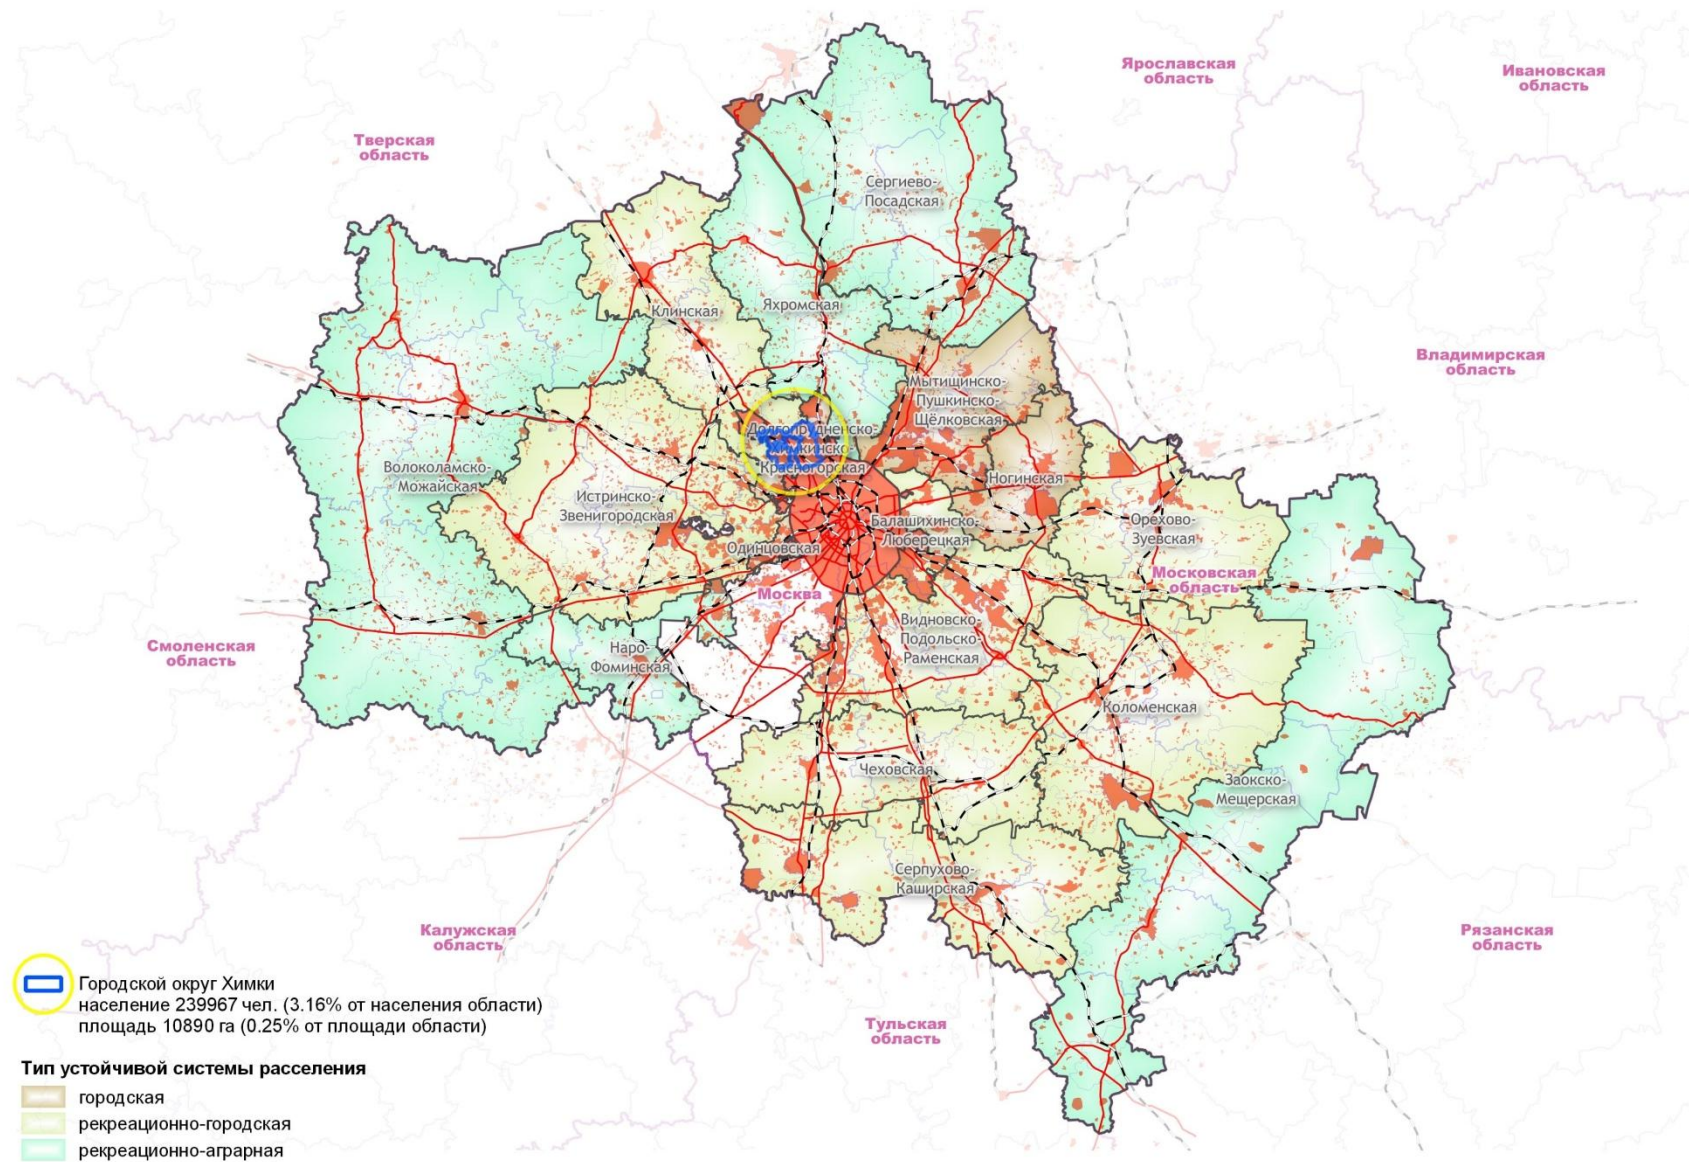 Ярославская
область
Ивановская
область
Тверская
область
Сергиево-
Посадская
Клинская
Яхромская
Владимирская
область
Мытищинско-
Пушкинско-
Щёлковская
Долгопрудненско-
Химкинско-
Красногорская
Волоколамско-
Можайская
Истринско-
Звенигородская
Ногинская
Орехово-
Зуевская
Балашихинско-
Люберецкая
Одинцовская
Москва
Московская
область
Смоленская
область
Наро-
Фоминская
Видновско-
Подольско-
Раменская
Коломенская
Чеховская
Заокско-
Мещерская
Серпухово-
Каширская
Калужская
область
Рязанская
область
Тульская
область
Городской округ Химки
население 239967 чел. (3.16% от населения области)
площадь 10890 га (0.25% от площади области)
Тип устойчивой системы расселения
городская
рекреационно-городская
рекреационно-аграрная